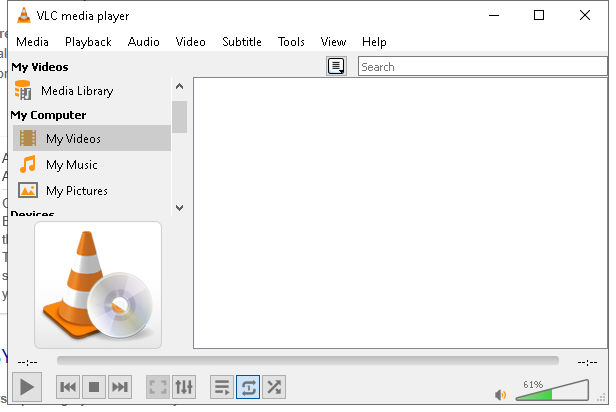 VLC media player
Media Playback Audio Video Subtitle Tools View Help
My Videos
Search
Media Library
My Computer
My Videos
My Music
My Pictures
Devices
--:--
--:--
61%